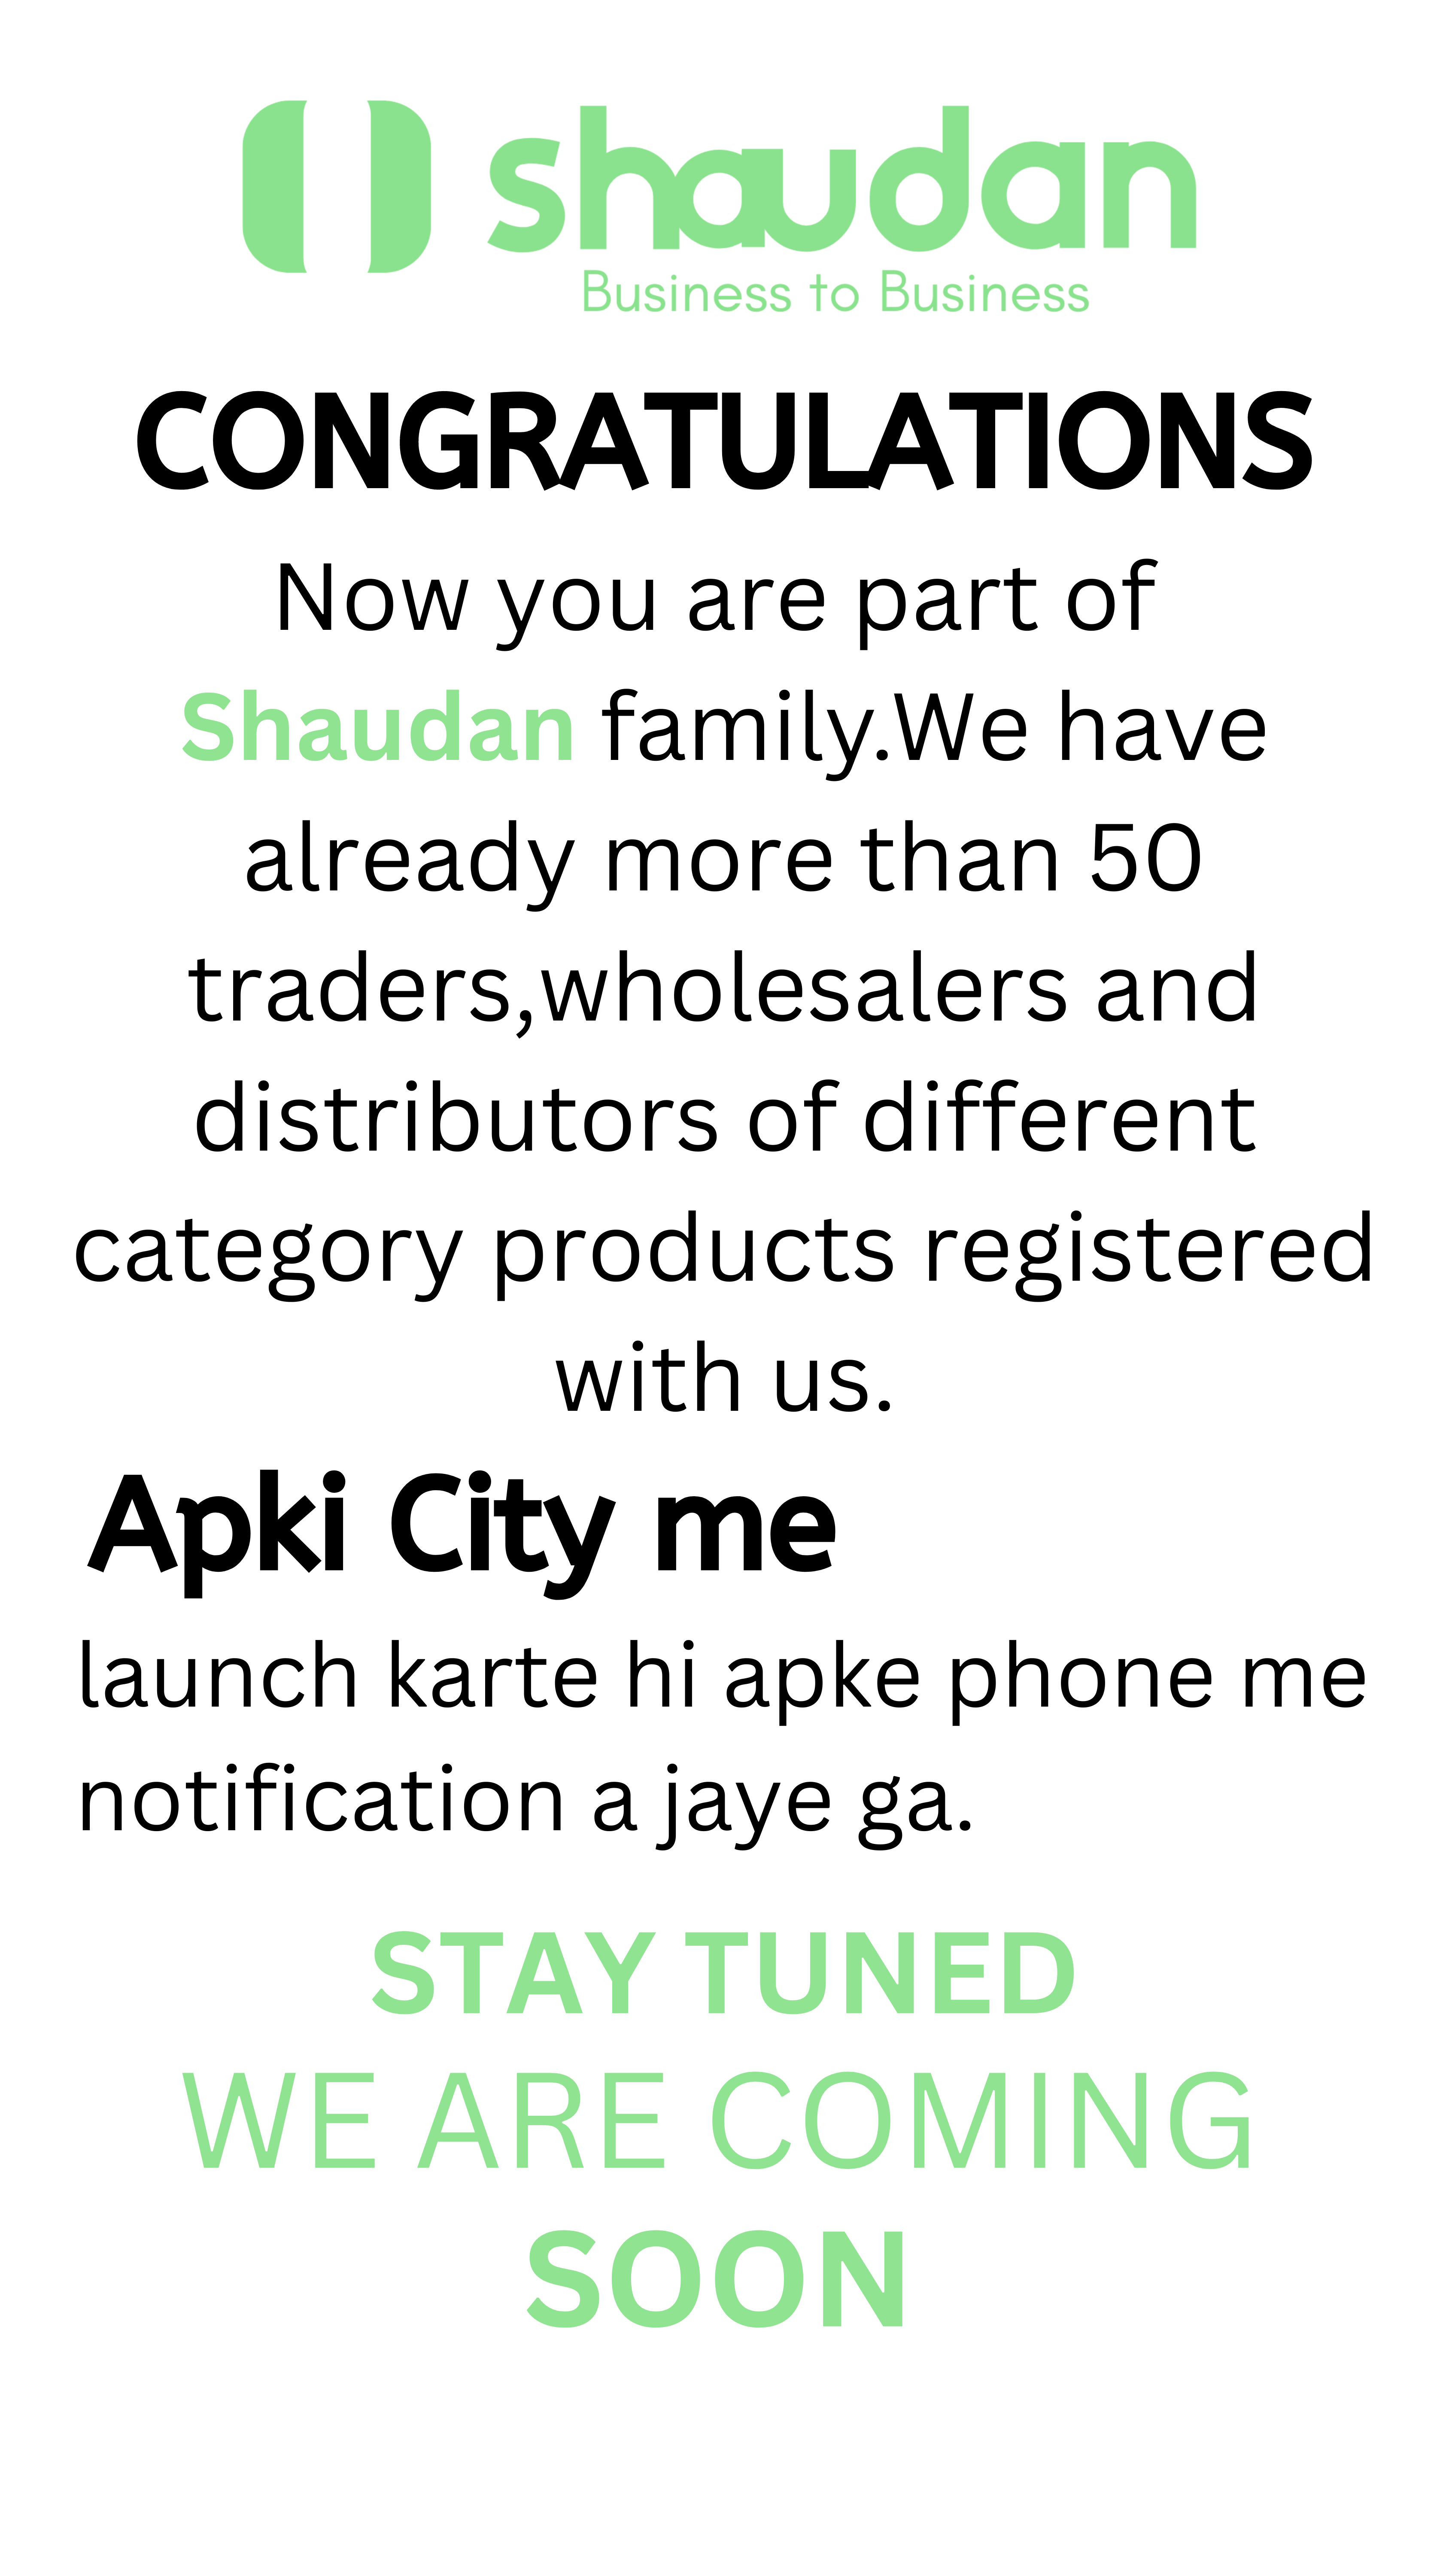 shaudan
Business to Business
CONGRATULATIONS
Now you are part of
Shaudan family.We have
already more than 50
traders,wholesalers and
distributors of different
category products registered
with us.
Apki City me
launch karte hi apke phone me
notification a jaye ga.
STAY TUNED
WE ARE COMING
SOON